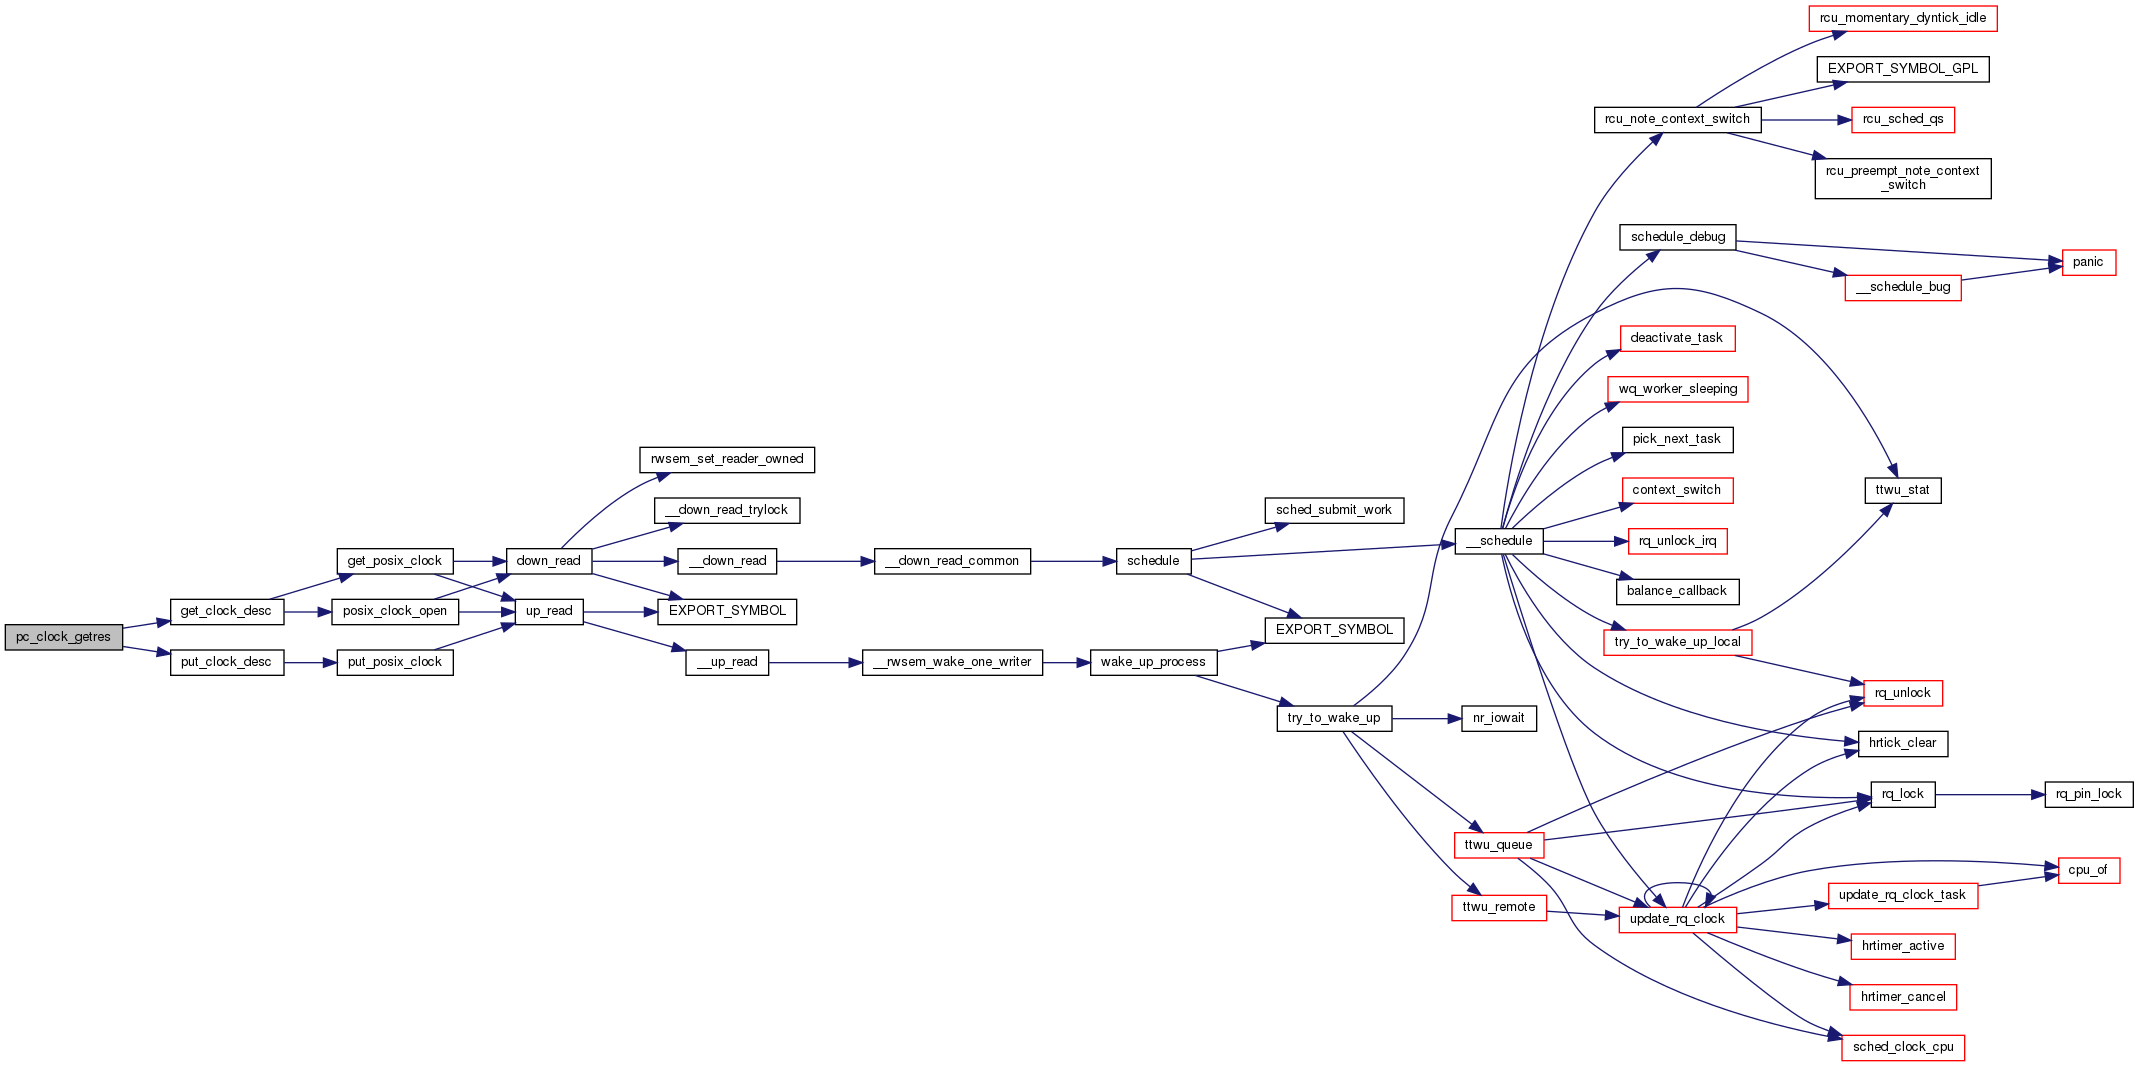 rcu_momentary_dyntick_idle
EXPORT_SYMBOL_GPL
rcu_note_context_switch
rcu_sched_qs
rcu_preempt_note_context
_switch
schedule_debug
panic
__schedule_bug
deactivate_task
wq_worker_sleeping
pick_next_task
rwsem_set_reader_owned
context_switch
ttwu_stat
__down_read_trylock
sched_submit_work
__schedule
rq_unlock_irq
get_posix_clock
down_read
__down_read
__down_read_common
schedule
balance_callback
get_clock_desc
posix_clock_open
up_read
EXPORT_SYMBOL
EXPORT_SYMBOL
pc_clock_getres
try_to_wake_up_local
put_clock_desc
put_posix_clock
__up_read
__rwsem_wake_one_writer
wake_up_process
rq_unlock
try_to_wake_up
nr_iowait
hrtick_clear
rq_lock
rq_pin_lock
ttwu_queue
cpu_of
update_rq_clock_task
ttwu_remote
update_rq_clock
hrtimer_active
hrtimer_cancel
sched_clock_cpu